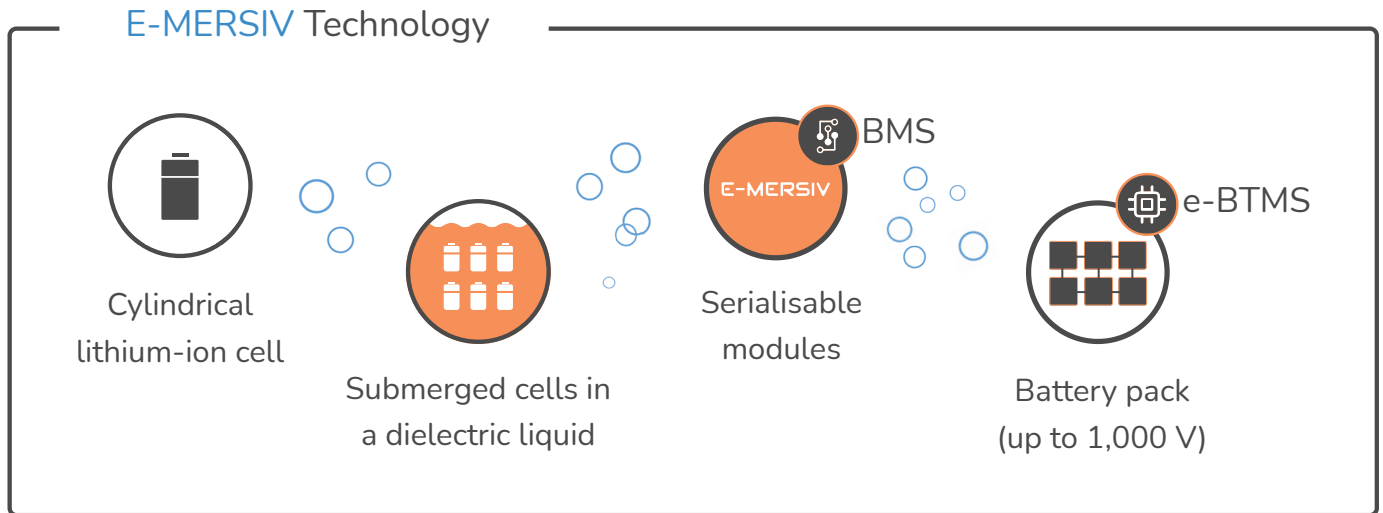 E-MERSIV Technology
Cylindrical
lithium-ion cell
Submerged cells in
a dielectric liquid
E-MERSIV
BMS
Serialisable
modules
e-BTMS
Battery pack
(up to 1,000 V)